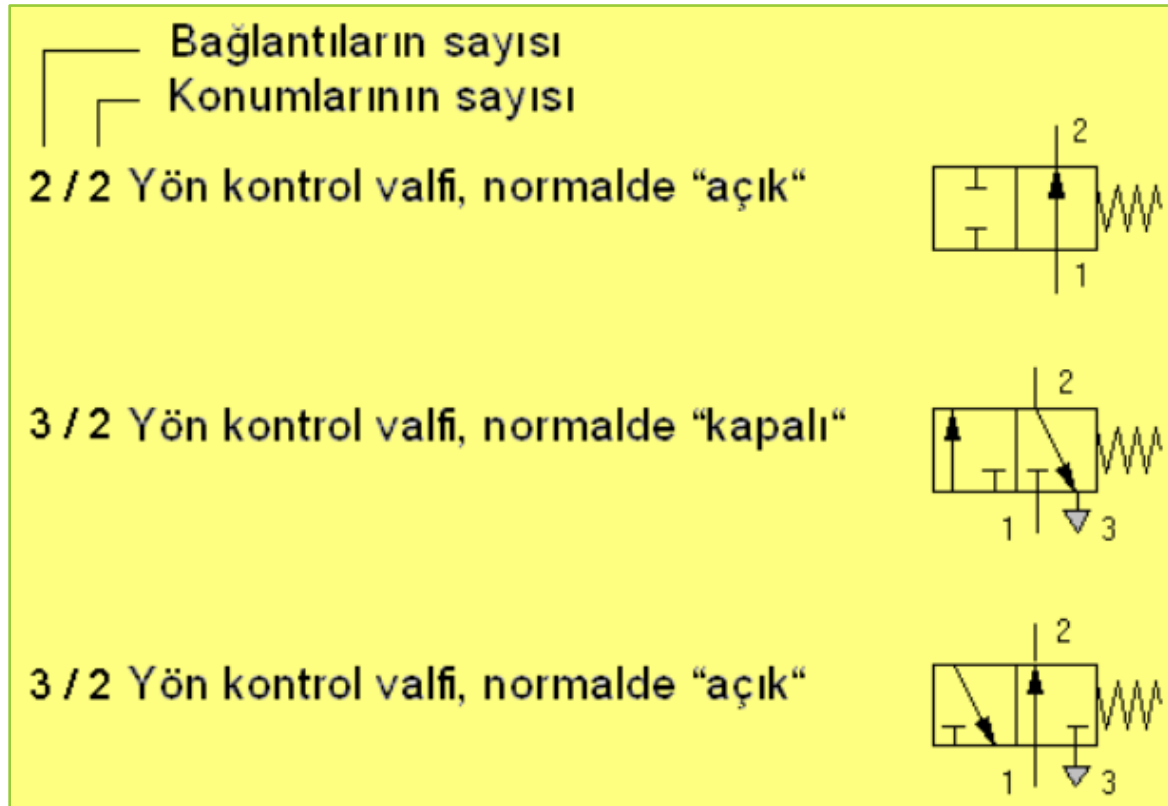 Bağlantıların sayısı
Konumlarının sayısı
2 / 2 Yön kontrol valfi, normalde “açık“
2
1
3 / 2 Yön kontrol valfi, normalde “kapalı“
2
1 3
3 / 2 Yön kontrol valfi, normalde “açık“
2
1 3